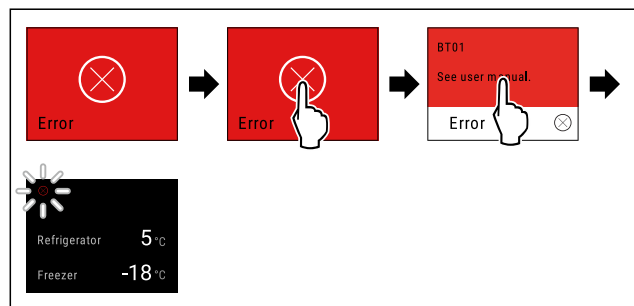 Error
Error
BT01
See user manual.
Error
Refrigerator 5°C
Freezer -18°C